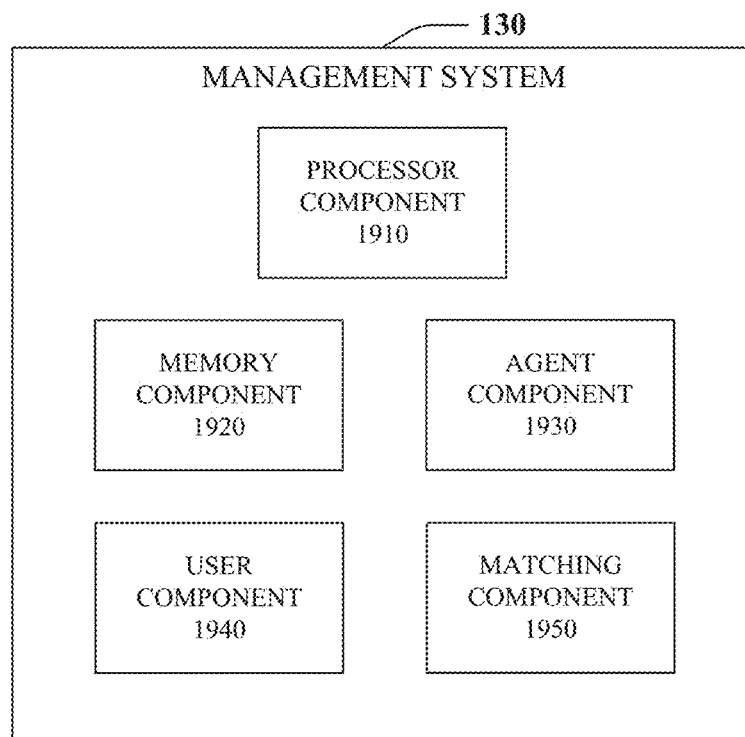 130
MANAGEMENT SYSTEM
PROCESSOR
COMPONENT
1910
MEMORY
COMPONENT
1920
AGENT
COMPONENT
1930
USER
COMPONENT
1940
MATCHING
COMPONENT
1950